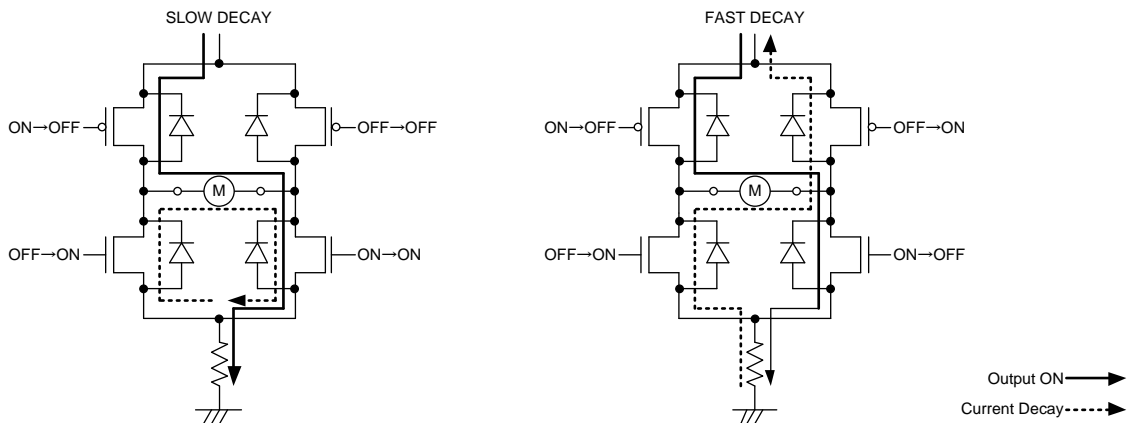 SLOW DECAY
FAST DECAY
ON→OFF
OFF→OFF
ON→OFF
OFF→ON
M
M
OFF→ON
ON→ON
OFF→ON
ON→OFF
Output ON
Current Decay